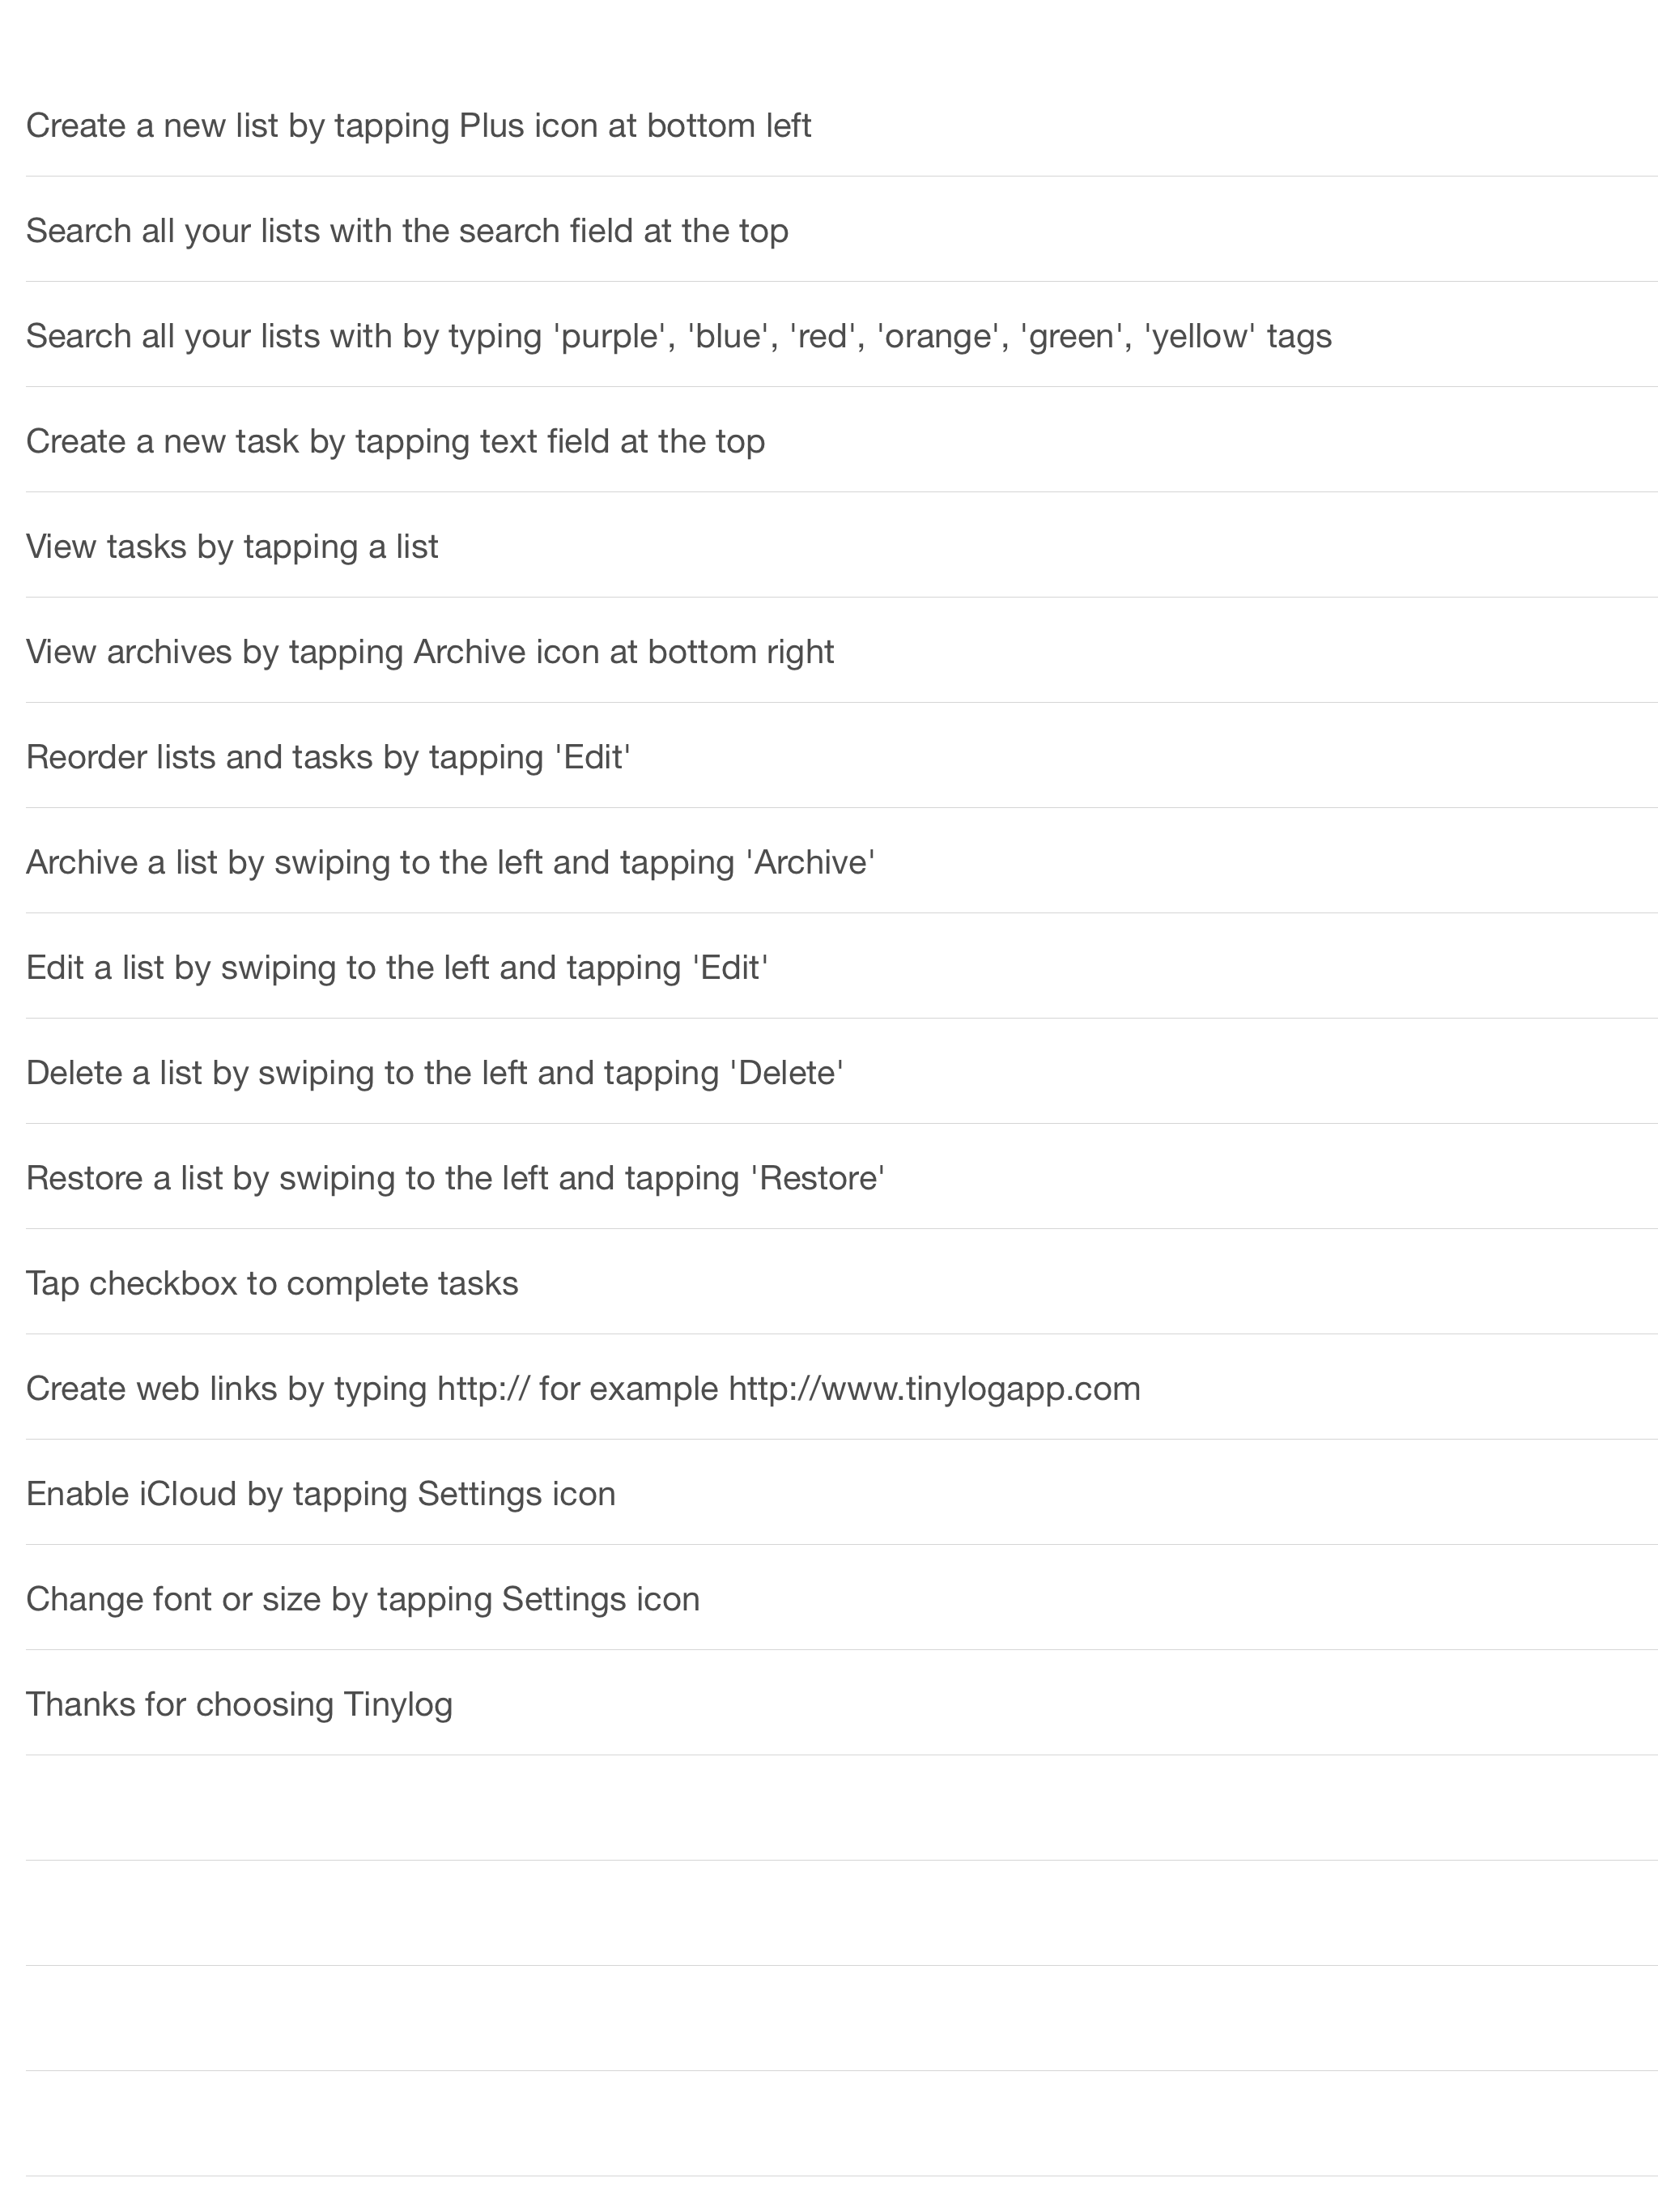 Create a new list by tapping Plus icon at bottom left
Search all your lists with the search field at the top
Search all your lists with by typing 'purple', 'blue', 'red', 'orange', 'green', 'yellow' tags
Create a new task by tapping text field at the top
View tasks by tapping a list
View archives by tapping Archive icon at bottom right
Reorder lists and tasks by tapping 'Edit'
Archive a list by swiping to the left and tapping 'Archive'
Edit a list by swiping to the left and tapping 'Edit'
Delete a list by swiping to the left and tapping 'Delete'
Restore a list by swiping to the left and tapping 'Restore'
Tap checkbox to complete tasks
Create web links by typing http:// for example http://www.tinylogapp.com
Enable iCloud by tapping Settings icon
Change font or size by tapping Settings icon
Thanks for choosing Tinylog